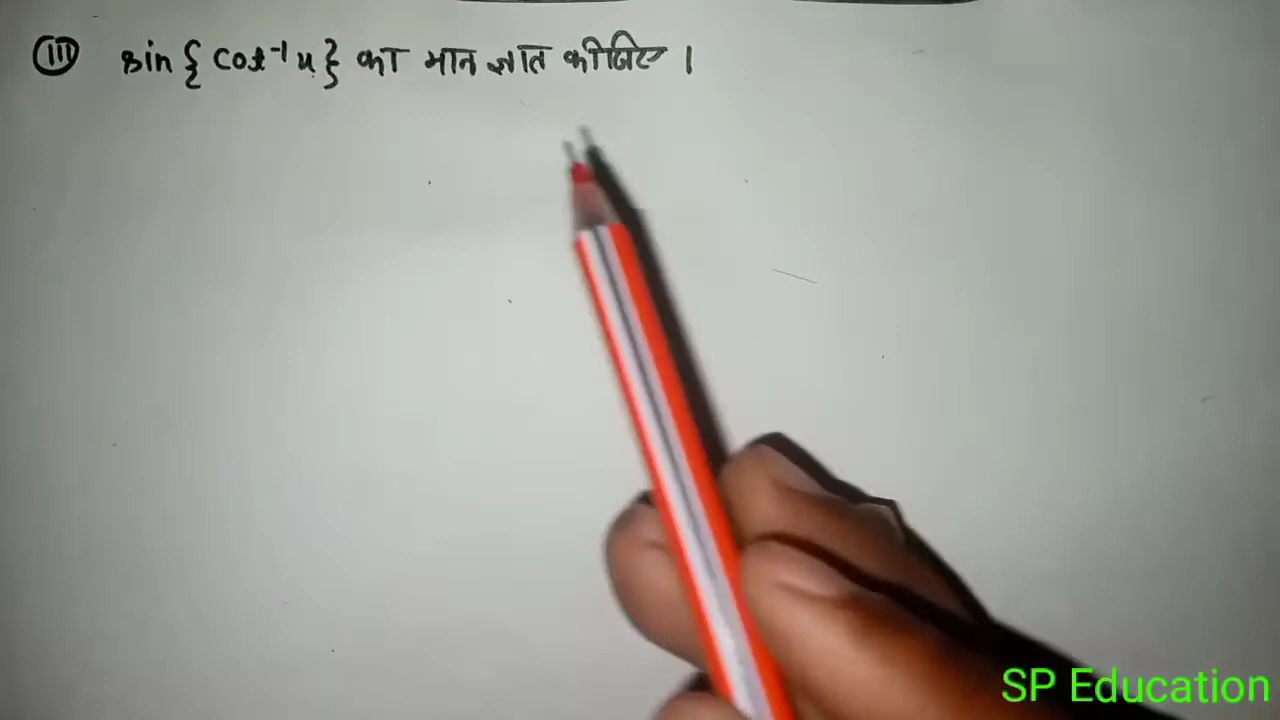 (iii) sin{cot⁻¹x} का मान ज्ञात कीजिए ।
SP Education